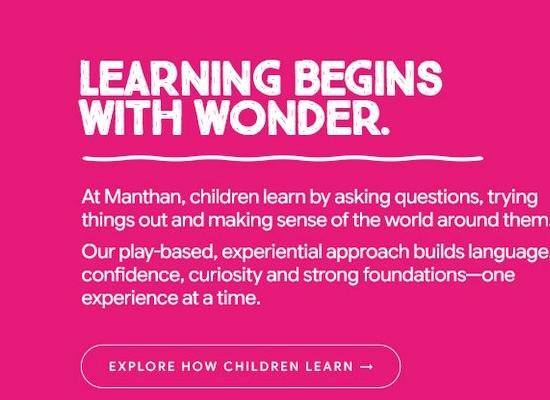 LEARNING BEGINS
WITH WONDER.
At Manthan, children learn by asking questions, trying
things out and making sense of the world around them.
Our play-based, experiential approach builds language,
confidence, curiosity and strong foundations—one
experience at a time.
EXPLORE HOW CHILDREN LEARN →